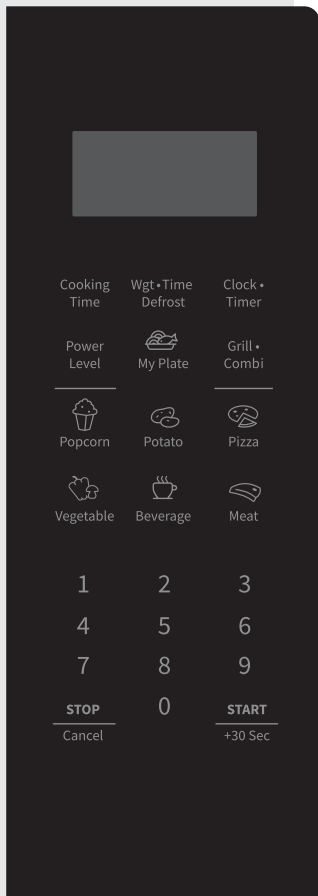 Cooking Time
Wgt•Time Defrost
Clock• Timer
Power Level
My Plate
Grill• Combi
Popcorn
Potato
Pizza
Vegetable
Beverage
Meat
1 2 3
4 5 6
7 8 9
STOP 0 START
Cancel +30 Sec